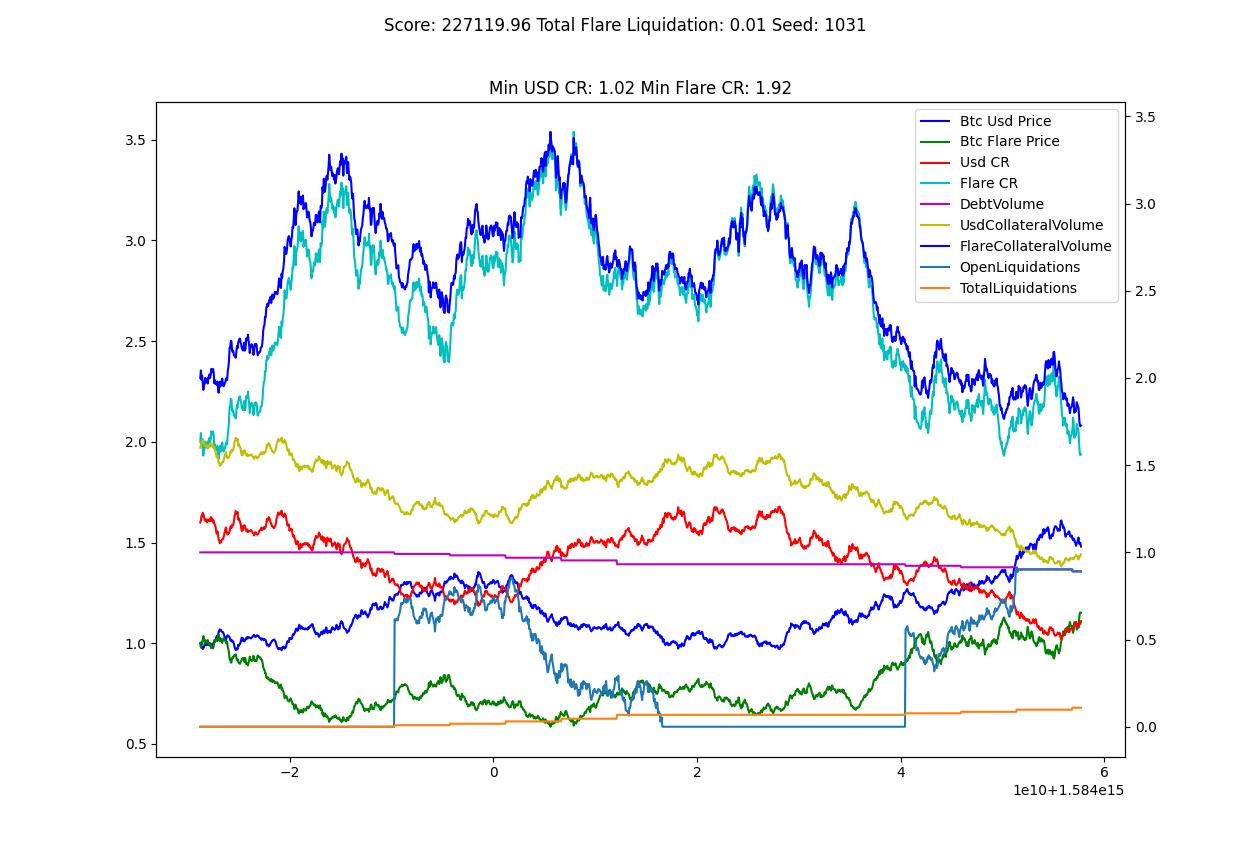 Score: 227119.96 Total Flare Liquidation: 0.01 Seed: 1031
Min USD CR: 1.02 Min Flare CR: 1.92
Btc Usd Price
Btc Flare Price
Usd CR
Flare CR
DebtVolume
UsdCollateralVolume
FlareCollateralVolume
OpenLiquidations
TotalLiquidations
3.5
3.0
2.5
2.0
1.5
1.0
0.5
3.5
3.0
2.5
2.0
1.5
1.0
0.5
0.0
−2 0 2 4 6
1e10+1.584e15